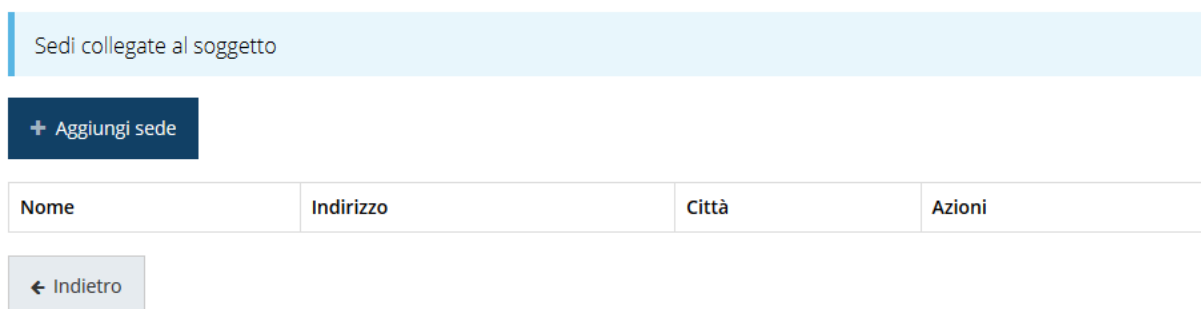 Sedi collegate al soggetto
+ Aggiungi sede
Nome Indirizzo Città Azioni
← Indietro